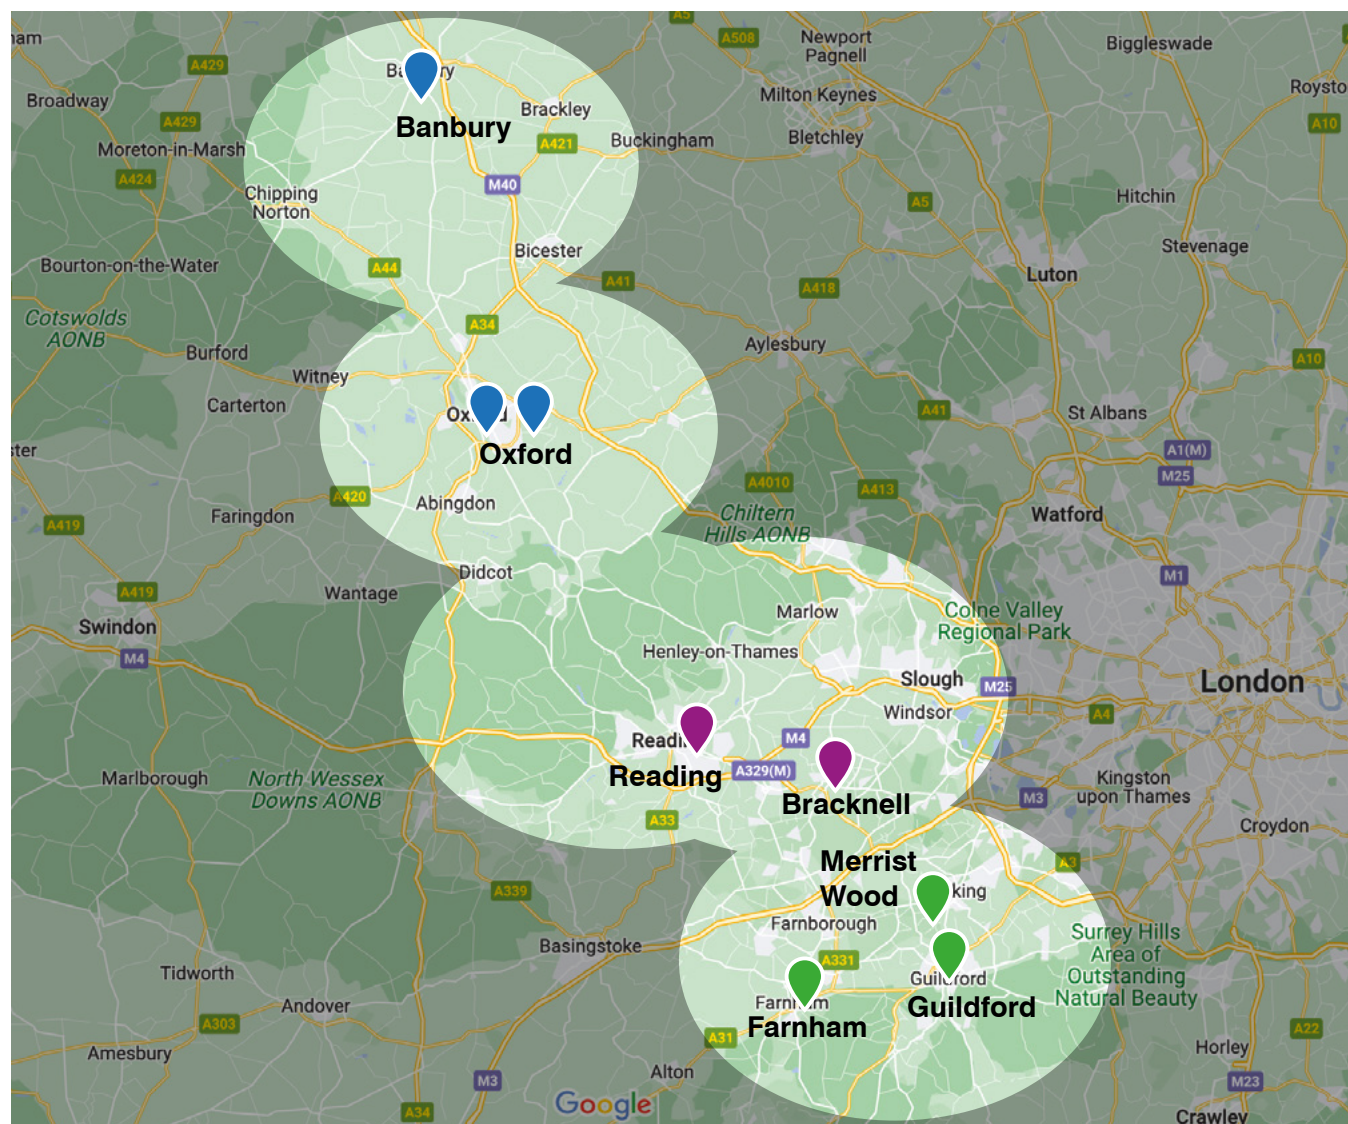 A5
A508
Newport
Pagnell
Biggleswade
A429
Broadway
Brackley
Milton Keynes
A10
A429
Banbury
A421
Buckingham
Bletchley
Moreton-in-Marsh
A424
M40
Chipping
Norton
A5
Hitchin
Bicester
Stevenage
Bourton-on-the-Water
A44
A41
A418
Luton
Cotswolds
AONB
A34
Burford
Aylesbury
A10
Witney
Carterton
A41
St Albans
Oxford
A1(M)
M25
A420
Abingdon
A4010
A413
Faringdon
A419
Chiltern
Hills AONB
Watford
Didcot
M1
A419
Wantage
Swindon
Marlow
Colne Valley
Regional Park
M4
Henley-on-Thames
Slough
M25
London
Windsor
A4
M4
Reading
A329(M)
Marlborough
North Wessex
Downs AONB
Bracknell
M3
Kingston
upon Thames
A33
Croydon
Merrist
Wood
A3
A339
king
Farnborough
Basingstoke
A331
Surrey Hills
Area of
Outstanding
Natural Beauty
Tidworth
Andover
Guildford
Farnham
A303
A31
A22
Amesbury
Alton
Horley
M3
M23
Google
A34
Crawley